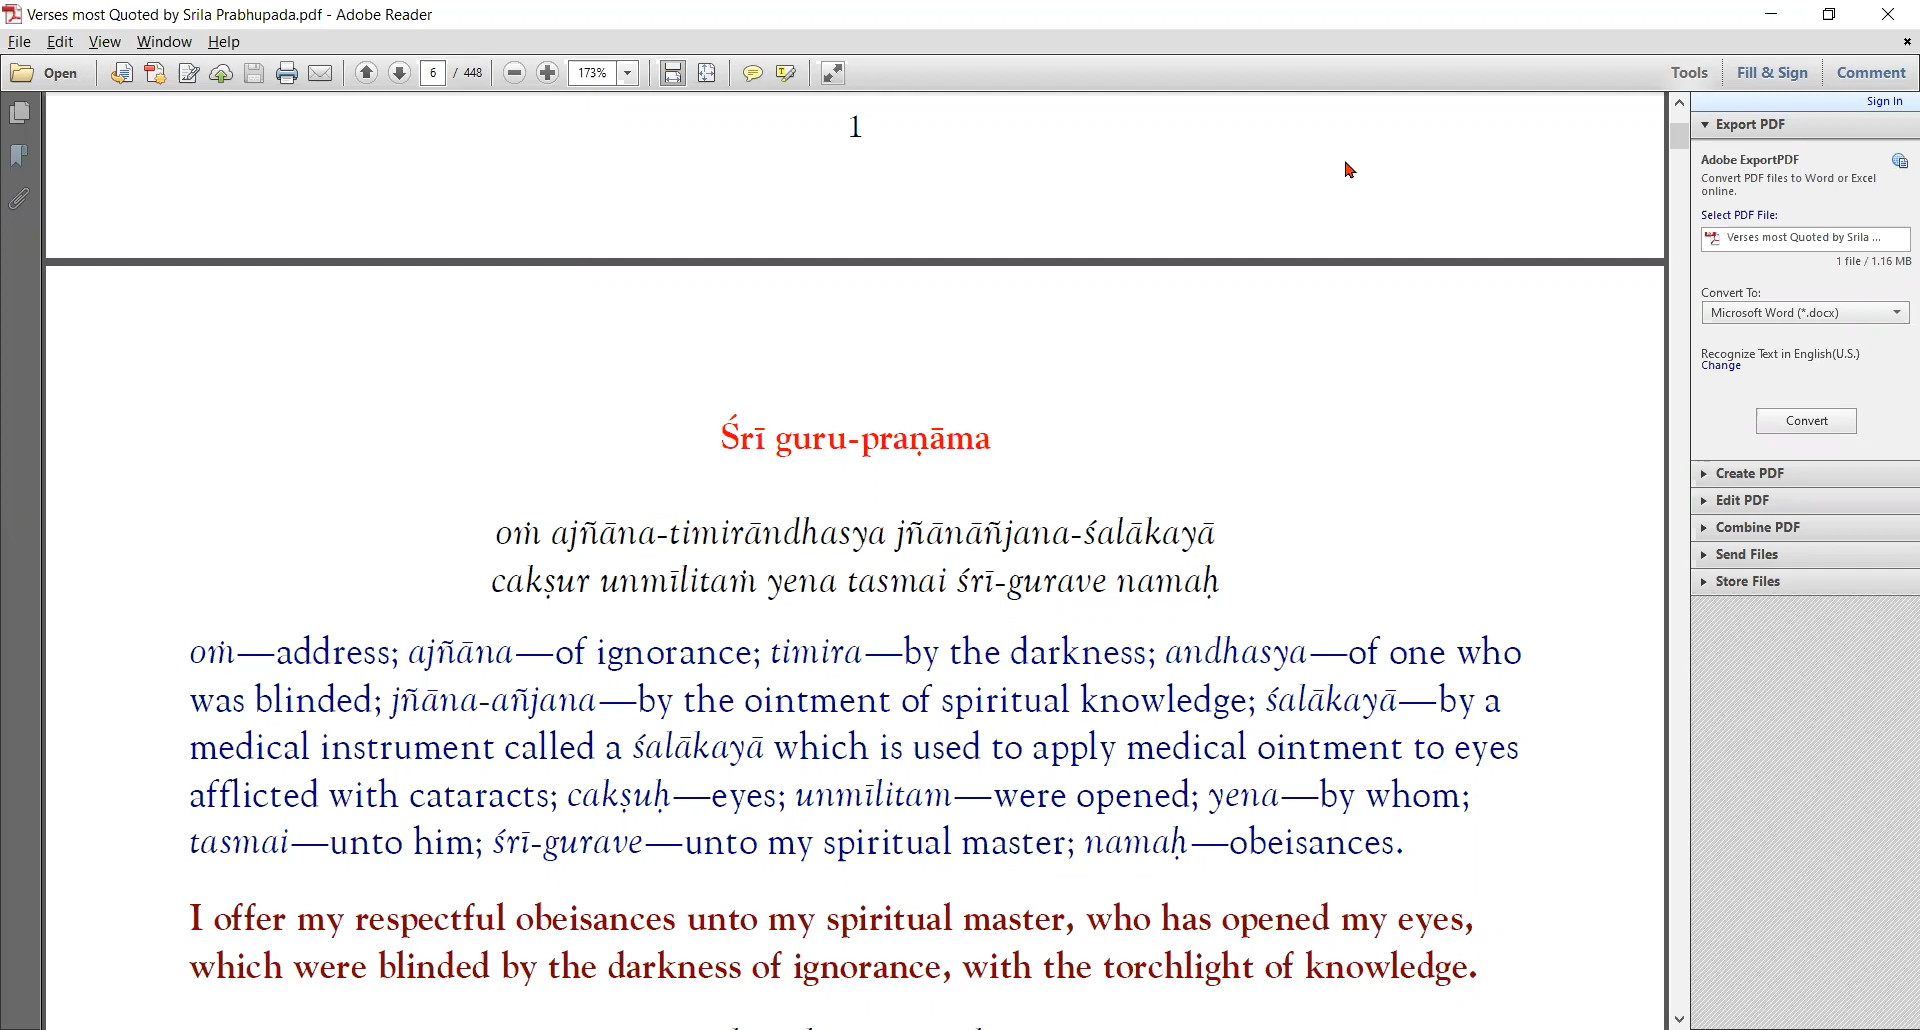 Verses most Quoted by Srila Prabhupada.pdf - Adobe Reader
File Edit View Window Help
Open 6 / 448 173% Tools Fill & Sign Comment
Sign In
Export PDF
Adobe ExportPDF
Convert PDF files to Word or Excel
online.
Select PDF File:
Verses most Quoted by Srila ...
1 file / 1.16 MB
Convert To:
Microsoft Word (*.docx)
Recognize Text in English(U.S.)
Change
Convert
Create PDF
Edit PDF
Combine PDF
Send Files
Store Files
1
Śrī guru-praṇāma
oṁ ajñāna-timirāndhasya jñānāñjana-śalākayā
cakṣur unmīlitaṁ yena tasmai śrī-gurave namaḥ
oṁ—address; ajñāna—of ignorance; timira—by the darkness; andhasya—of one who
was blinded; jñāna-añjana—by the ointment of spiritual knowledge; śalākayā—by a
medical instrument called a śalākayā which is used to apply medical ointment to eyes
afflicted with cataracts; cakṣuḥ—eyes; unmīlitam—were opened; yena—by whom;
tasmai—unto him; śrī-gurave—unto my spiritual master; namaḥ—obeisances.
I offer my respectful obeisances unto my spiritual master, who has opened my eyes,
which were blinded by the darkness of ignorance, with the torchlight of knowledge.